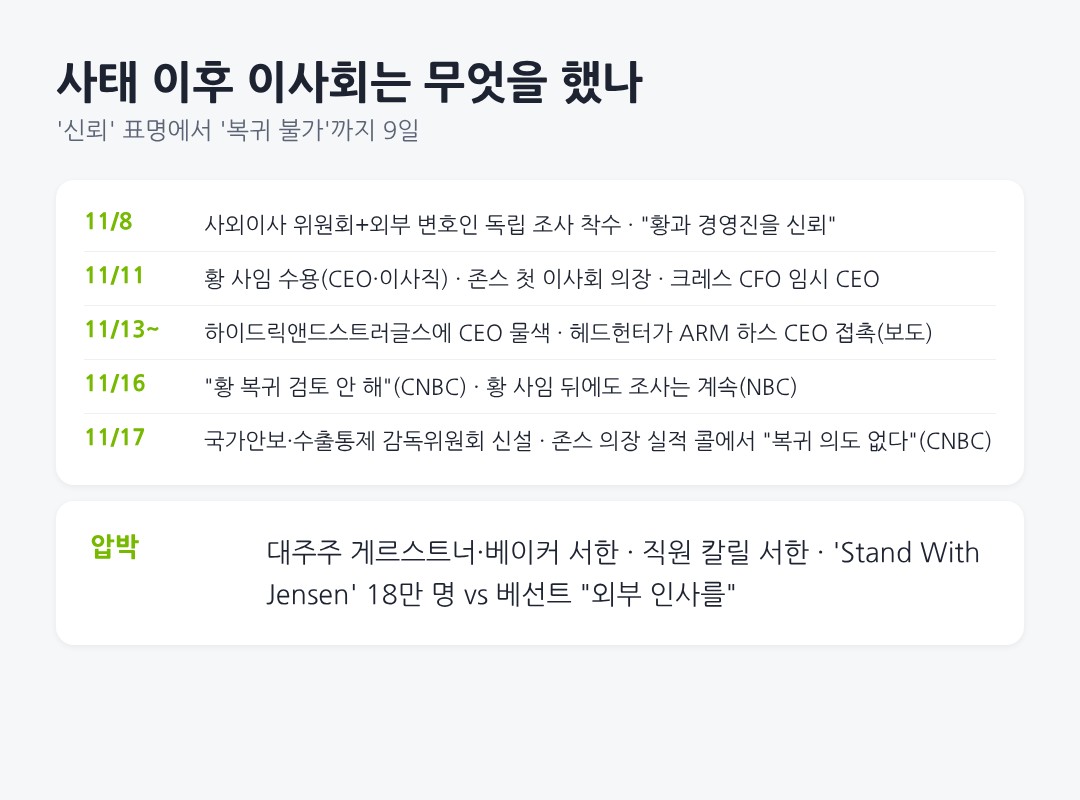 사태 이후 이사회는 무엇을 했나
'신뢰' 표명에서 '복귀 불가'까지 9일
11/8 사외이사 위원회+외부 변호인 독립 조사 착수 · "황과 경영진을 신뢰"
11/11 황 사임 수용(CEO·이사직) · 존스 첫 이사회 의장 · 크레스 CFO 임시 CEO
11/13~ 하이드릭앤드스트러글스에 CEO 물색 · 헤드헌터가 ARM 하스 CEO 접촉(보도)
11/16 "황 복귀 검토 안 해"(CNBC) · 황 사임 뒤에도 조사는 계속(NBC)
11/17 국가안보·수출통제 감독위원회 신설 · 존스 의장 실적 콜에서 "복귀 의도 없다"(CNBC)
압박 대주주 게르스트너·베이커 서한 · 직원 칼릴 서한 · 'Stand With
Jensen' 18만 명 vs 베선트 "외부 인사를"